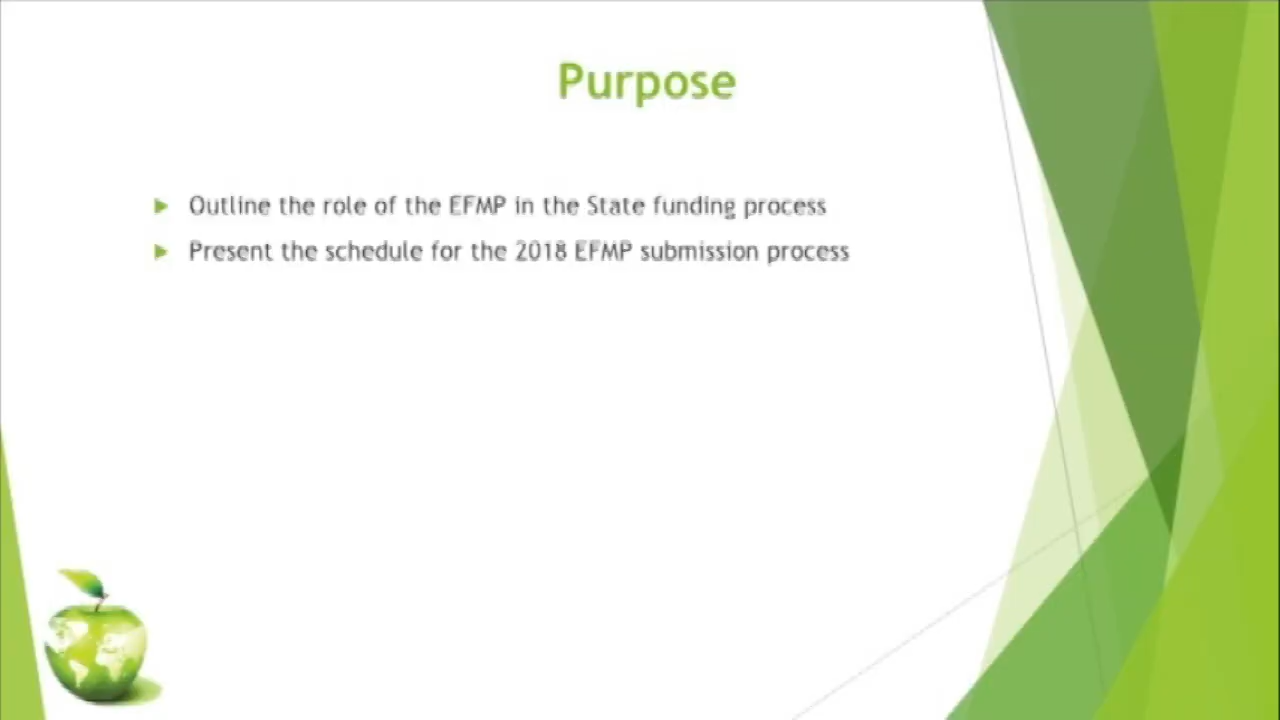 Purpose
Outline the role of the EFMP in the State funding process
Present the schedule for the 2018 EFMP submission process